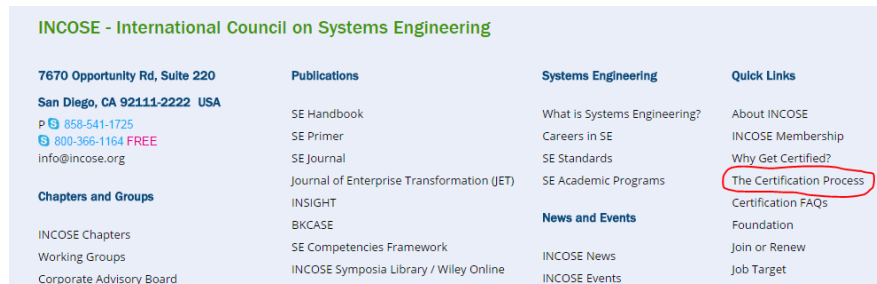 INCOSE - International Council on Systems Engineering
7670 Opportunity Rd, Suite 220
San Diego, CA 92111-2222 USA
P 858-541-1725
800-366-1164 FREE
info@incose.org
Chapters and Groups
INCOSE Chapters
Working Groups
Corporate Advisory Board
Publications
SE Handbook
SE Primer
SE Journal
Journal of Enterprise Transformation (JET)
INSIGHT
BKCASE
SE Competencies Framework
INCOSE Symposia Library / Wiley Online
Systems Engineering
What is Systems Engineering?
Careers in SE
SE Standards
SE Academic Programs
News and Events
INCOSE News
INCOSE Events
Quick Links
About INCOSE
INCOSE Membership
Why Get Certified?
The Certification Process
Certification FAQs
Foundation
Join or Renew
Job Target